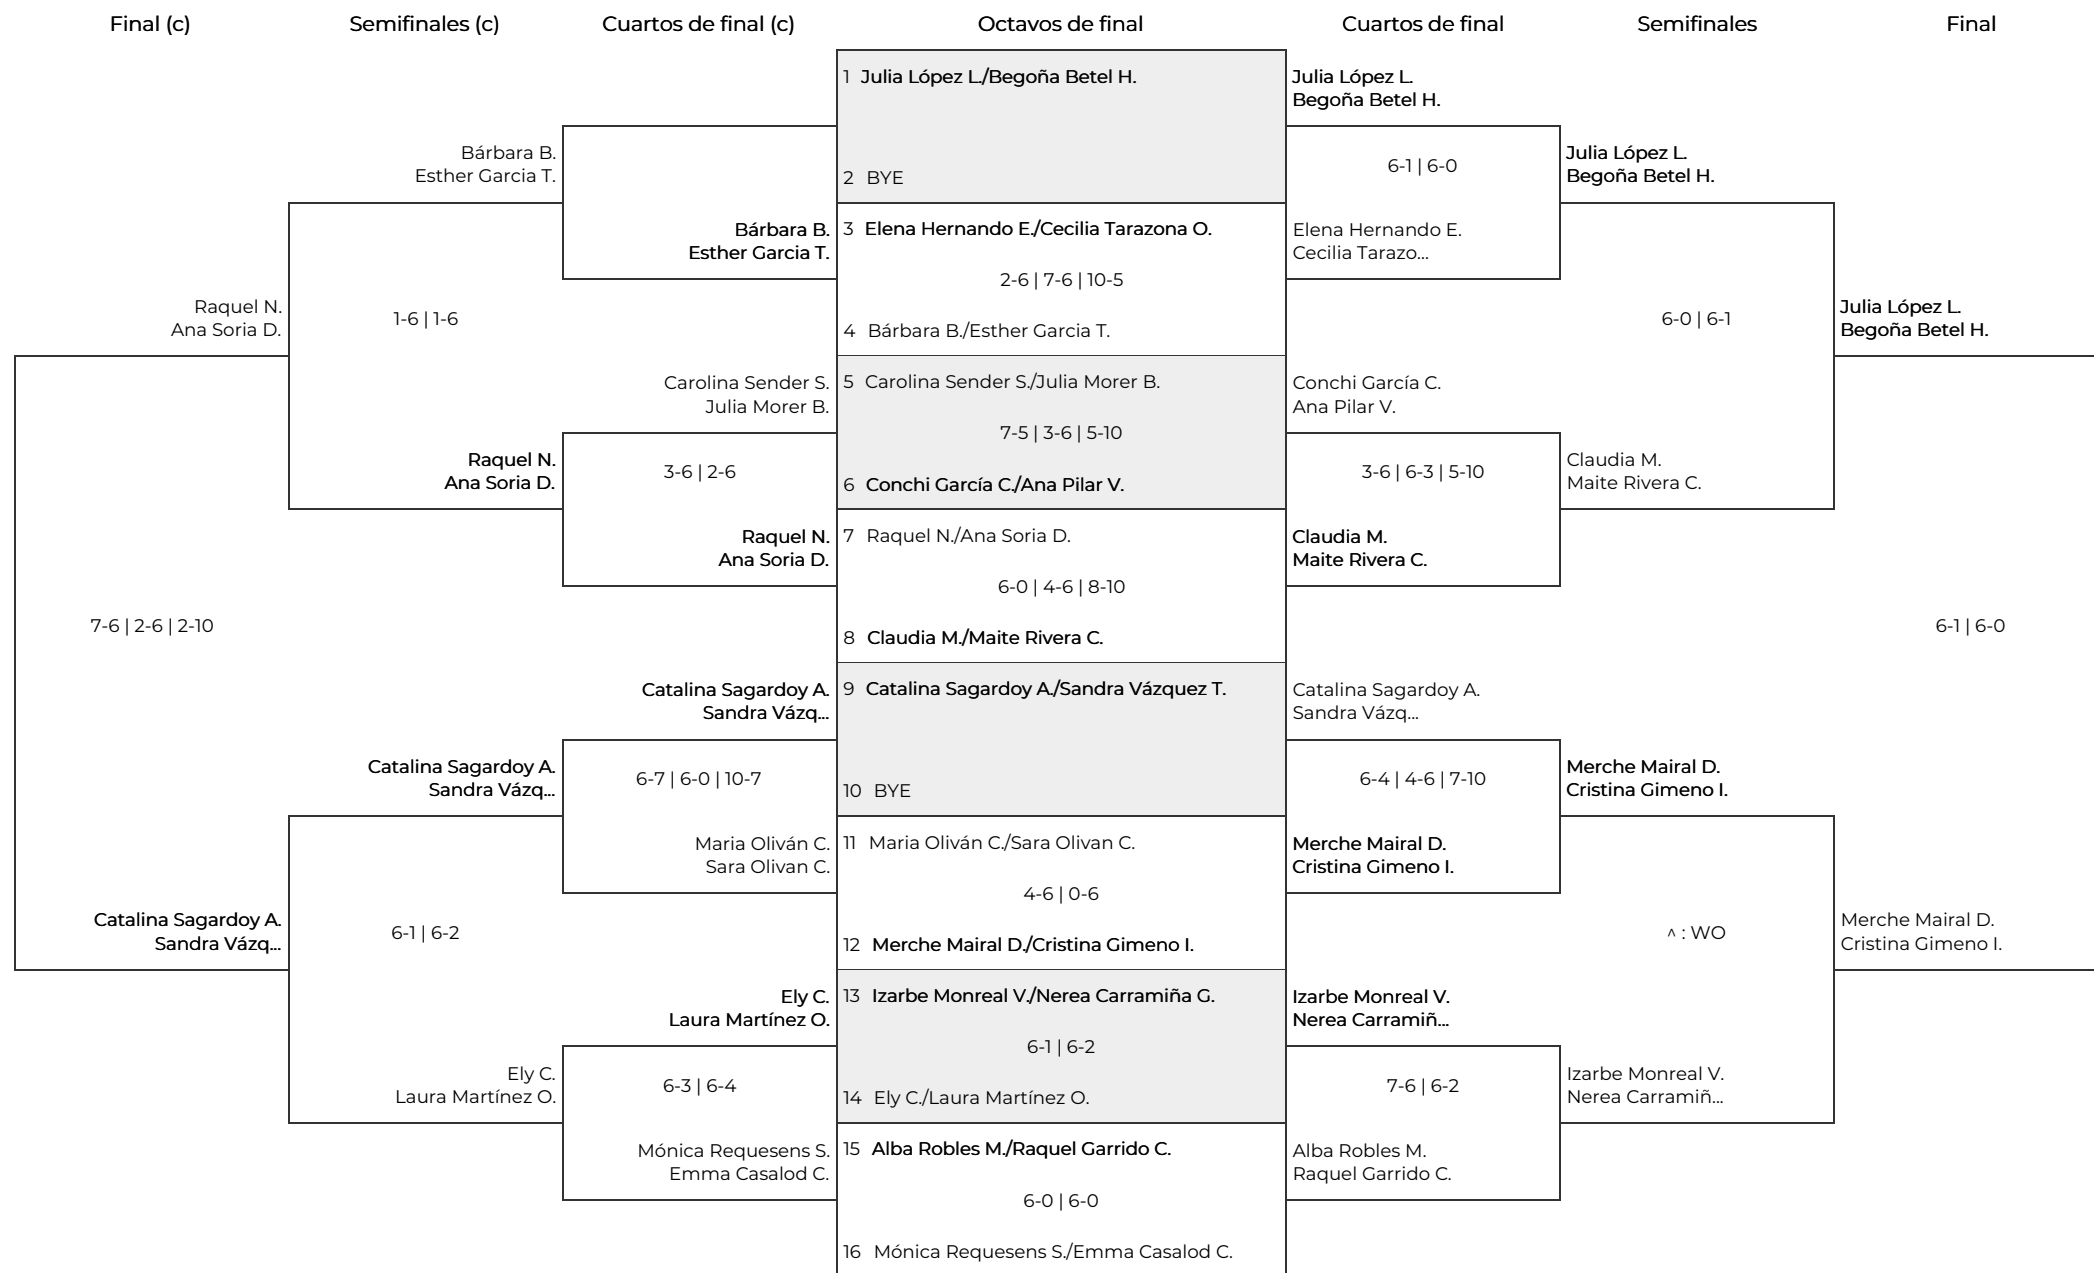 Final (c)
Semifinales (c)
Cuartos de final (c)
Octavos de final
Cuartos de final
Semifinales
Final
Raquel N.
Ana Soria D.
7-6 | 2-6 | 2-10
Catalina Sagardoy A.
Sandra Vázq...
Bárbara B.
Esther Garcia T.
1-6 | 1-6
Raquel N.
Ana Soria D.
Catalina Sagardoy A.
Sandra Vázq...
6-1 | 6-2
Ely C.
Laura Martínez O.
Bárbara B.
Esther Garcia T.
Carolina Sender S.
Julia Morer B.
3-6 | 2-6
Raquel N.
Ana Soria D.
Catalina Sagardoy A.
Sandra Vázq...
6-7 | 6-0 | 10-7
Maria Oliván C.
Sara Olivan C.
Ely C.
Laura Martínez O.
6-3 | 6-4
Mónica Requesens S.
Emma Casalod C.
1 Julia López L./Begoña Betel H.
2 BYE
3 Elena Hernando E./Cecilia Tarazona O.
2-6 | 7-6 | 10-5
4 Bárbara B./Esther Garcia T.
5 Carolina Sender S./Julia Morer B.
7-5 | 3-6 | 5-10
6 Conchi García C./Ana Pilar V.
7 Raquel N./Ana Soria D.
6-0 | 4-6 | 8-10
8 Claudia M./Maite Rivera C.
9 Catalina Sagardoy A./Sandra Vázquez T.
10 BYE
11 Maria Oliván C./Sara Olivan C.
4-6 | 0-6
12 Merche Mairal D./Cristina Gimeno I.
13 Izarbe Monreal V./Nerea Carramiña G.
6-1 | 6-2
14 Ely C./Laura Martínez O.
15 Alba Robles M./Raquel Garrido C.
6-0 | 6-0
16 Mónica Requesens S./Emma Casalod C.
Julia López L.
Begoña Betel H.
6-1 | 6-0
Elena Hernando E.
Cecilia Tarazo...
Conchi García C.
Ana Pilar V.
3-6 | 6-3 | 5-10
Claudia M.
Maite Rivera C.
Catalina Sagardoy A.
Sandra Vázq...
6-4 | 4-6 | 7-10
Merche Mairal D.
Cristina Gimeno I.
Izarbe Monreal V.
Nerea Carramiñ...
7-6 | 6-2
Alba Robles M.
Raquel Garrido C.
Julia López L.
Begoña Betel H.
6-0 | 6-1
Claudia M.
Maite Rivera C.
Merche Mairal D.
Cristina Gimeno I.
^ : WO
Izarbe Monreal V.
Nerea Carramiñ...
Julia López L.
Begoña Betel H.
6-1 | 6-0
Merche Mairal D.
Cristina Gimeno I.